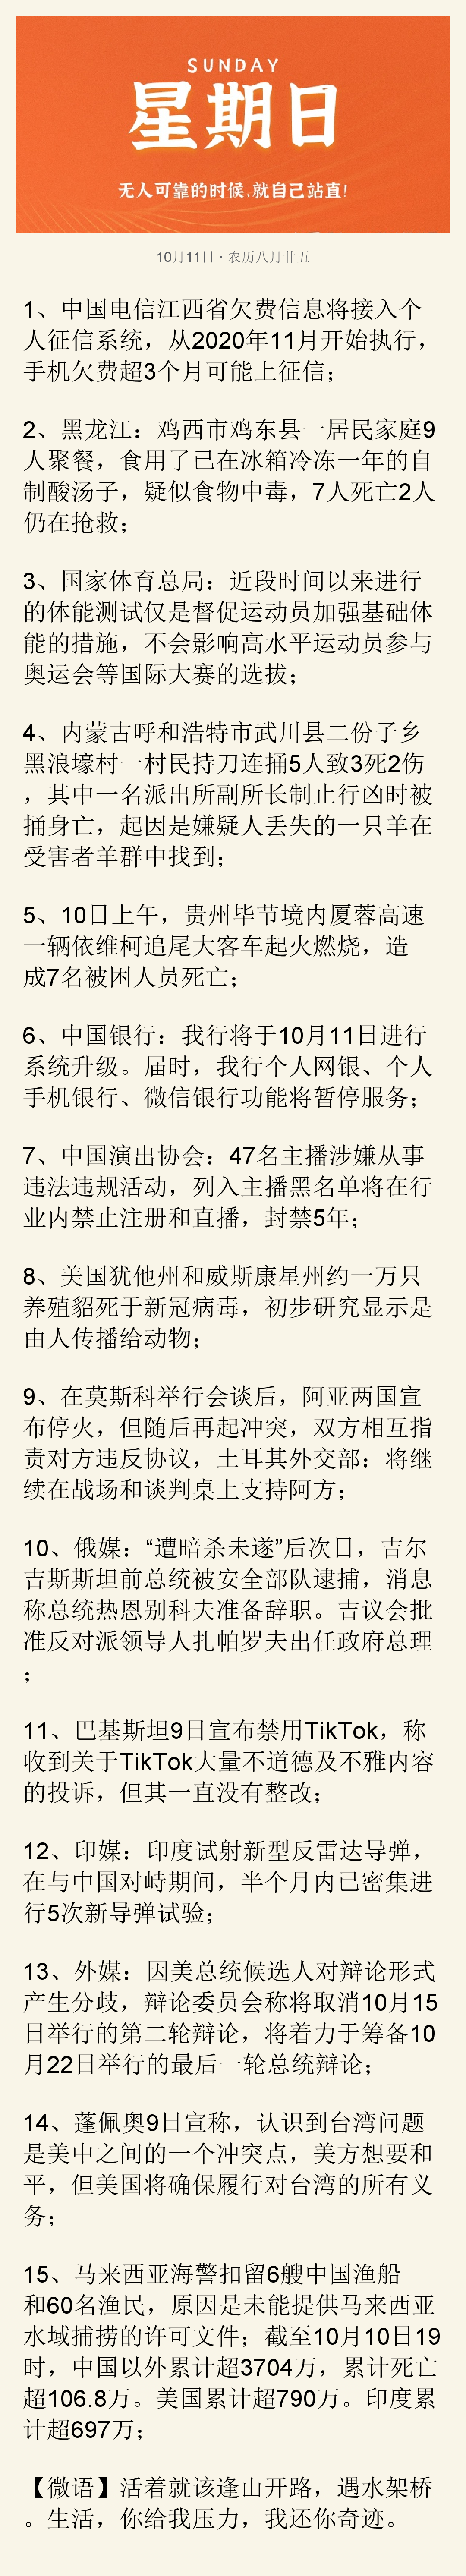 SUNDAY
星期日
无人可靠的时候,就自己站直!
10月11日 · 农历八月廿五
1、中国电信江西省欠费信息将接入个
人征信系统，从2020年11月开始执行，
手机欠费超3个月可能上征信；
2、黑龙江：鸡西市鸡东县一居民家庭9
人聚餐，食用了已在冰箱冷冻一年的自
制酸汤子，疑似食物中毒，7人死亡2人
仍在抢救；
3、国家体育总局：近段时间以来进行
的体能测试仅是督促运动员加强基础体
能的措施，不会影响高水平运动员参与
奥运会等国际大赛的选拔；
4、内蒙古呼和浩特市武川县二份子乡
黑浪壕村一村民持刀连捅5人致3死2伤
，其中一名派出所副所长制止行凶时被
捅身亡，起因是嫌疑人丢失的一只羊在
受害者羊群中找到；
5、10日上午，贵州毕节境内厦蓉高速
一辆依维柯追尾大客车起火燃烧，造
成7名被困人员死亡；
6、中国银行：我行将于10月11日进行
系统升级。届时，我行个人网银、个人
手机银行、微信银行功能将暂停服务；
7、中国演出协会：47名主播涉嫌从事
违法违规活动，列入主播黑名单将在行
业内禁止注册和直播，封禁5年；
8、美国犹他州和威斯康星州约一万只
养殖貂死于新冠病毒，初步研究显示是
由人传播给动物；
9、在莫斯科举行会谈后，阿亚两国宣
布停火，但随后再起冲突，双方相互指
责对方违反协议，土耳其外交部：将继
续在战场和谈判桌上支持阿方；
10、俄媒：“遭暗杀未遂”后次日，吉尔
吉斯斯坦前总统被安全部队逮捕，消息
称总统热恩别科夫准备辞职。吉议会批
准反对派领导人扎帕罗夫出任政府总理
；
11、巴基斯坦9日宣布禁用TikTok，称
收到关于TikTok大量不道德及不雅内容
的投诉，但其一直没有整改；
12、印媒：印度试射新型反雷达导弹，
在与中国对峙期间，半个月内已密集进
行5次新导弹试验；
13、外媒：因美总统候选人对辩论形式
产生分歧，辩论委员会称将取消10月15
日举行的第二轮辩论，将着力于筹备10
月22日举行的最后一轮总统辩论；
14、蓬佩奥9日宣称，认识到台湾问题
是美中之间的一个冲突点，美方想要和
平，但美国将确保履行对台湾的所有义
务；
15、马来西亚海警扣留6艘中国渔船
和60名渔民，原因是未能提供马来西亚
水域捕捞的许可文件；截至10月10日19
时，中国以外累计超3704万，累计死亡
超106.8万。美国累计超790万。印度累
计超697万；
【微语】活着就该逢山开路，遇水架桥
。生活，你给我压力，我还你奇迹。